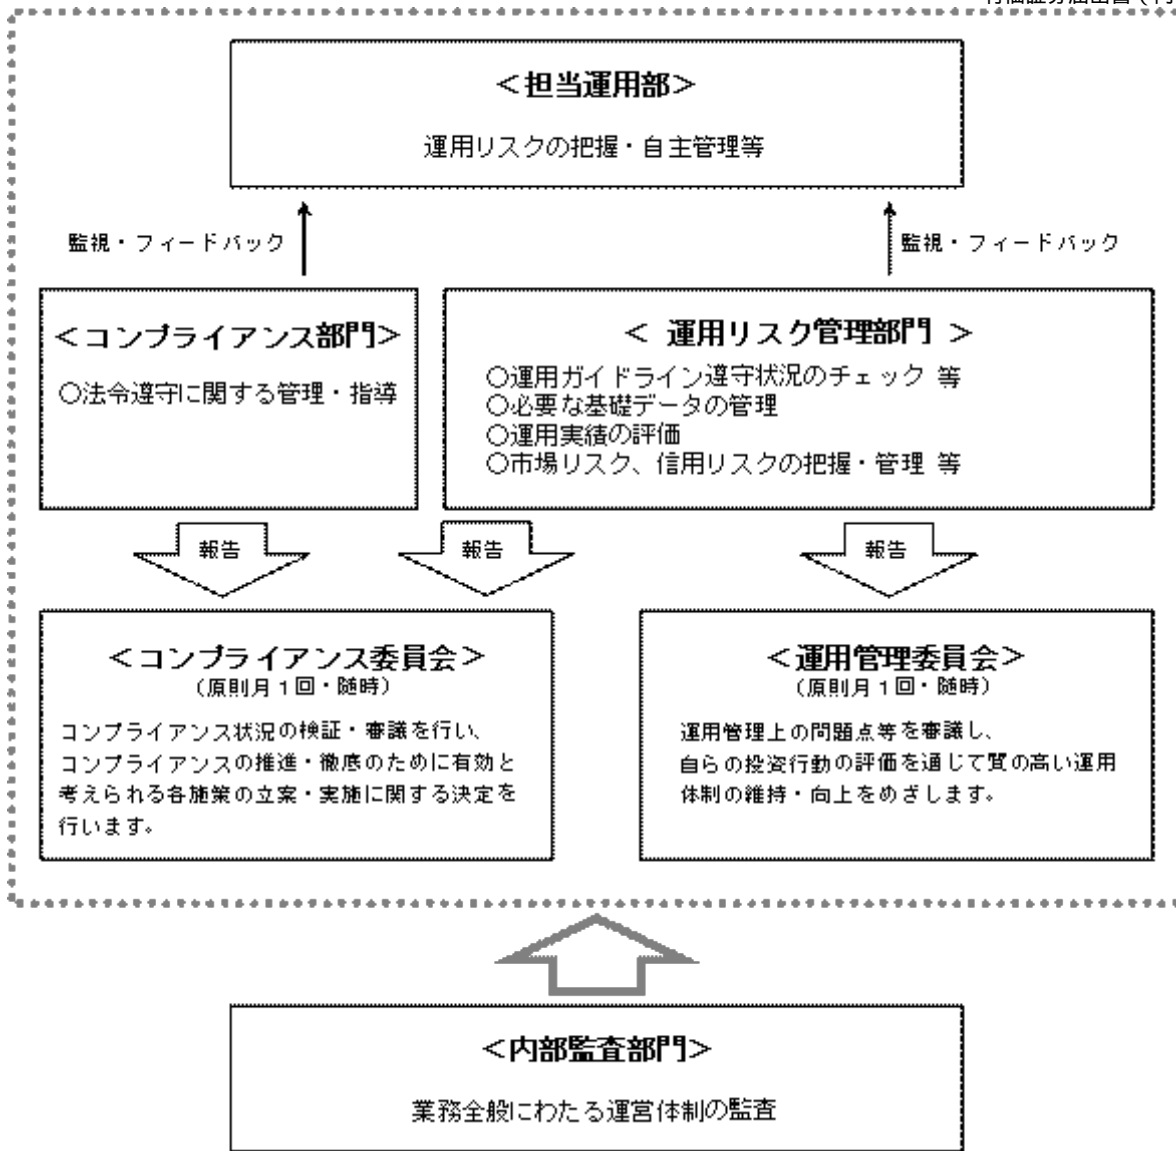 ＜担当運用部＞
運用リスクの把握・自主管理等
監視・フィードバック
監視・フィードバック
＜コンプライアンス部門＞
○法令遵守に関する管理・指導
＜ 運用リスク管理部門 ＞
○運用ガイドライン遵守状況のチェック 等
○必要な基礎データの管理
○運用実績の評価
○市場リスク、信用リスクの把握・管理 等
報告
報告
報告
＜コンプライアンス委員会＞
（原則月１回・随時）
コンプライアンス状況の検証・審議を行い、
コンプライアンスの推進・徹底のために有効と
考えられる各施策の立案・実施に関する決定を
行います。
＜運用管理委員会＞
（原則月１回・随時）
運用管理上の問題点等を審議し、
自らの投資行動の評価を通じて質の高い運用
体制の維持・向上をめざします。
＜内部監査部門＞
業務全般にわたる運営体制の監査